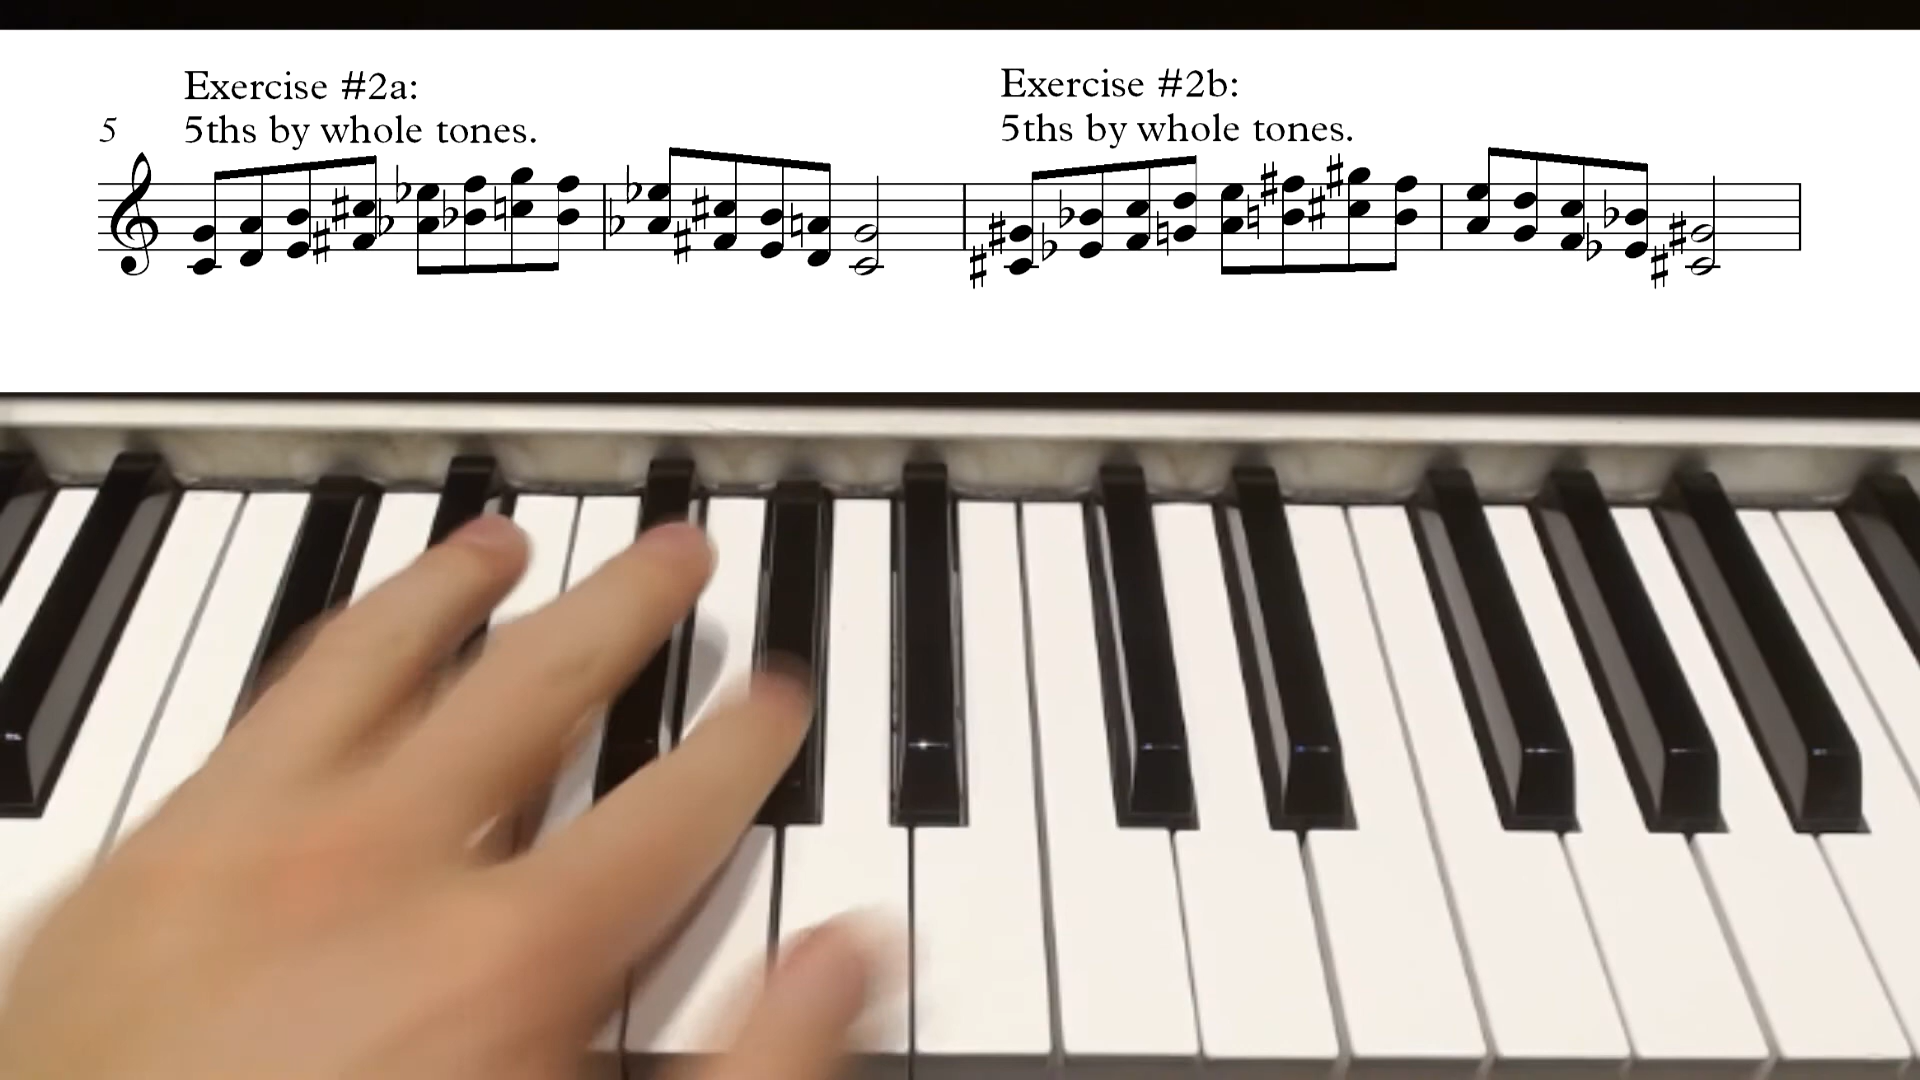 Exercise #2a:
5ths by whole tones.
5
Exercise #2b:
5ths by whole tones.